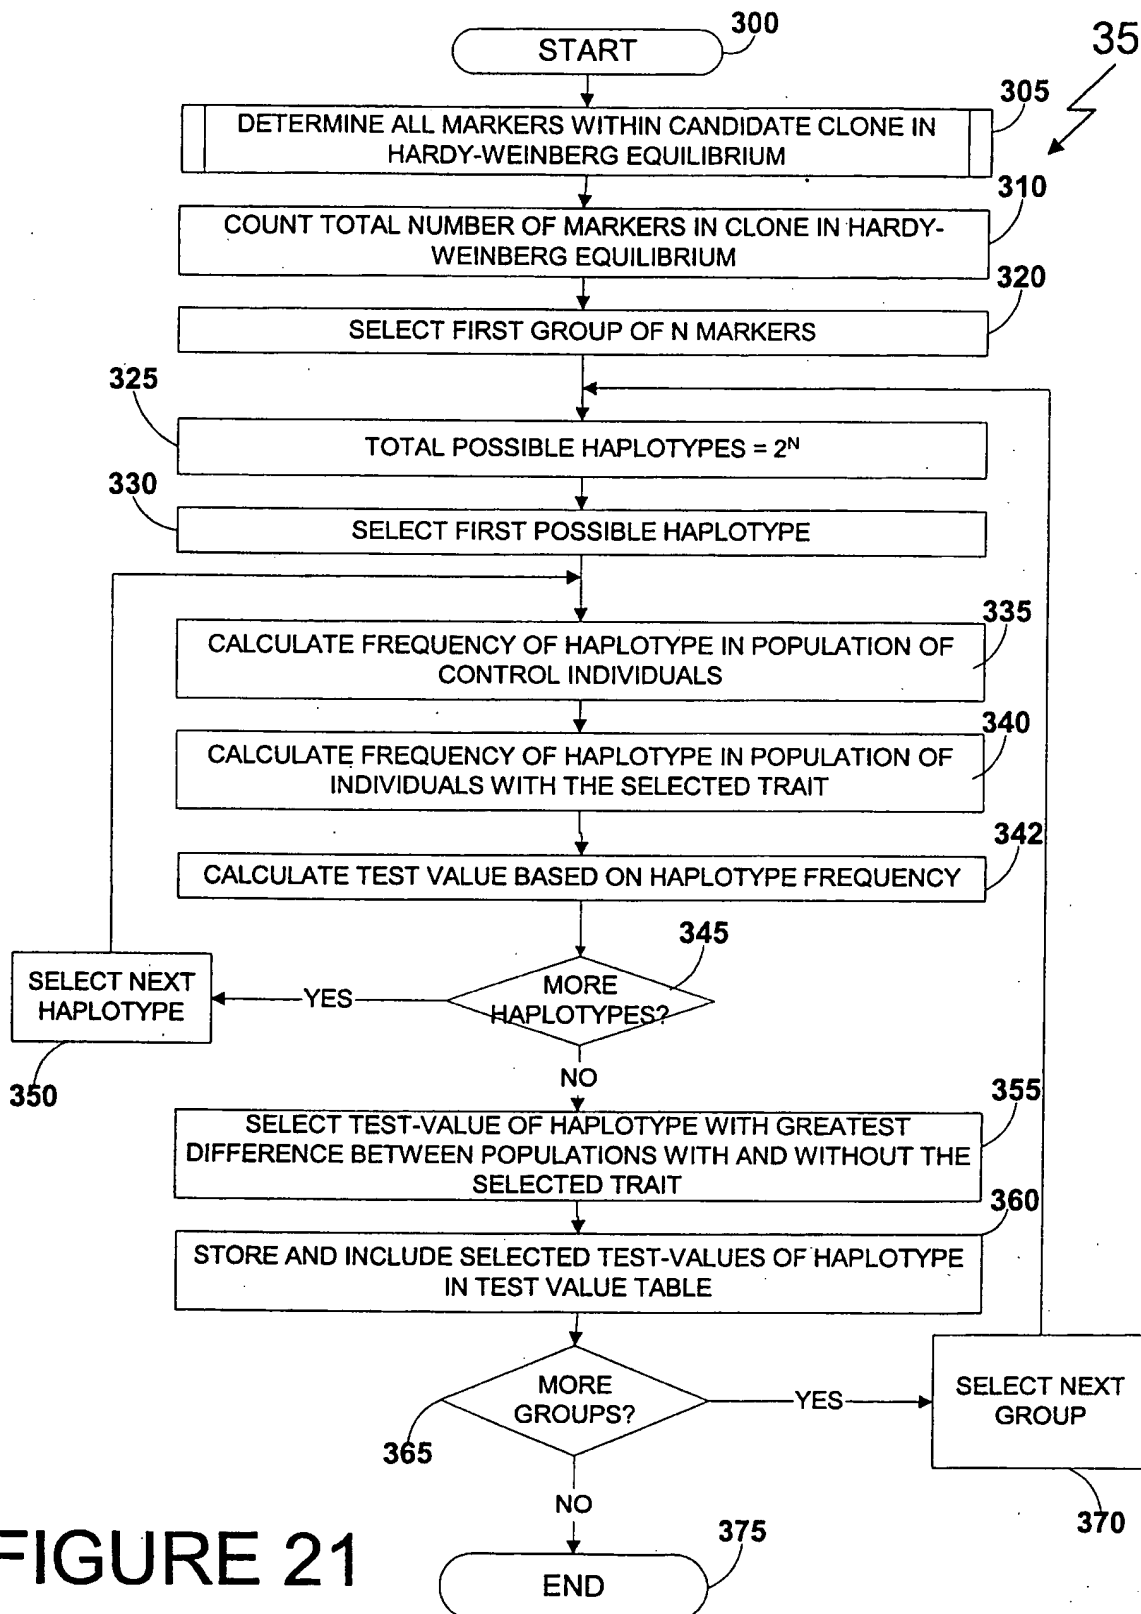 300
START
35
305
DETERMINE ALL MARKERS WITHIN CANDIDATE CLONE IN
HARDY-WEINBERG EQUILIBRIUM
310
COUNT TOTAL NUMBER OF MARKERS IN CLONE IN HARDY-
WEINBERG EQUILIBRIUM
320
SELECT FIRST GROUP OF N MARKERS
325
TOTAL POSSIBLE HAPLOTYPES = 2^N
330
SELECT FIRST POSSIBLE HAPLOTYPE
335
CALCULATE FREQUENCY OF HAPLOTYPE IN POPULATION OF
CONTROL INDIVIDUALS
340
CALCULATE FREQUENCY OF HAPLOTYPE IN POPULATION OF
INDIVIDUALS WITH THE SELECTED TRAIT
342
CALCULATE TEST VALUE BASED ON HAPLOTYPE FREQUENCY
345
MORE
HAPLOTYPES?
YES
SELECT NEXT
HAPLOTYPE
350
NO
355
SELECT TEST-VALUE OF HAPLOTYPE WITH GREATEST
DIFFERENCE BETWEEN POPULATIONS WITH AND WITHOUT THE
SELECTED TRAIT
360
STORE AND INCLUDE SELECTED TEST-VALUES OF HAPLOTYPE
IN TEST VALUE TABLE
MORE
GROUPS?
365
YES
SELECT NEXT
GROUP
370
NO
375
END
FIGURE 21